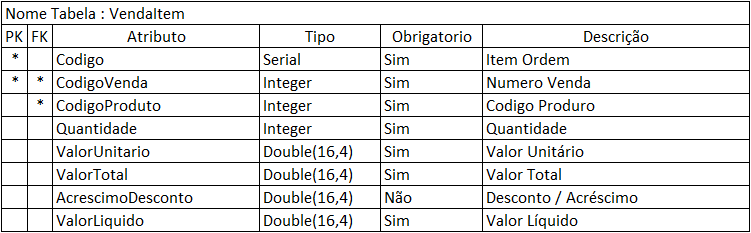 Nome Tabela : VendaItem
PK FK Atributo Tipo Obrigatorio Descrição
* Codigo Serial Sim Item Ordem
* * CodigoVenda Integer Sim Numero Venda
* CodigoProduto Integer Sim Codigo Produro
Quantidade Integer Sim Quantidade
ValorUnitario Double(16,4) Sim Valor Unitário
ValorTotal Double(16,4) Sim Valor Total
AcrescimoDesconto Double(16,4) Não Desconto / Acréscimo
ValorLiquido Double(16,4) Sim Valor Líquido